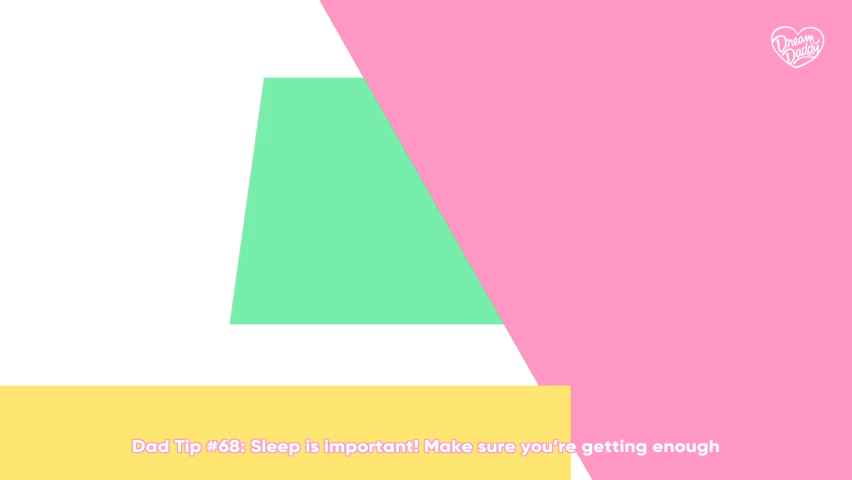 Dream
Daddy
Dad Tip #68: Sleep is important! Make sure you're getting enough